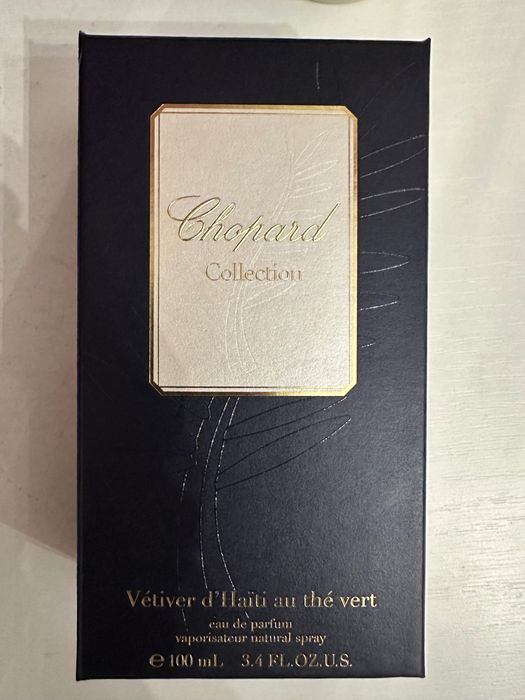 Chopard
Collection
Vétiver d'Haïti au thé vert
eau de parfum
vaporisateur natural spray
℮ 100 mL 3.4 FL.OZ.U.S.